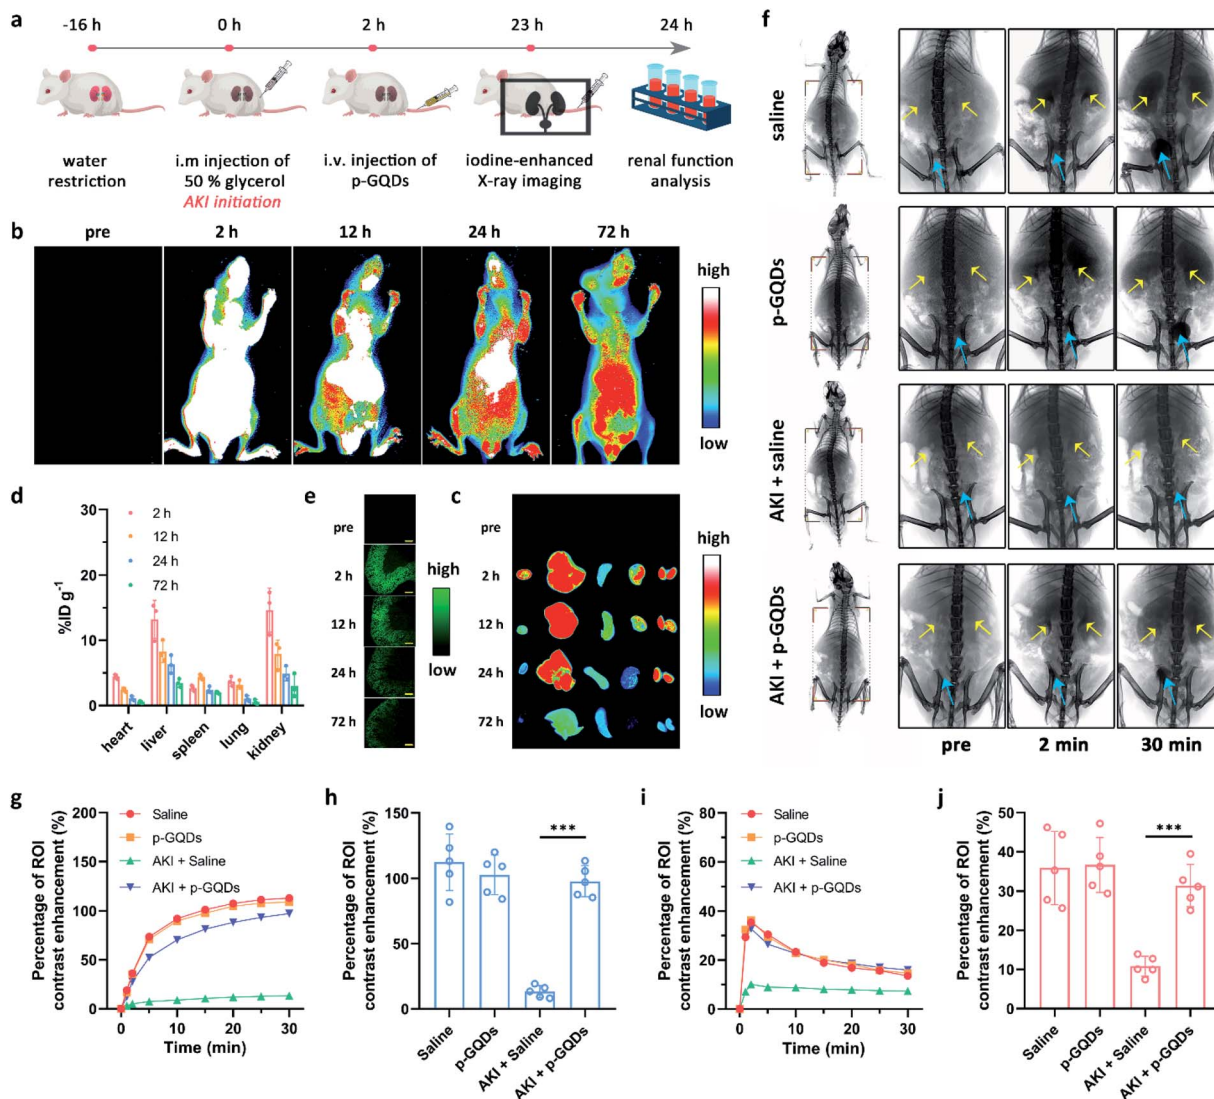 a
-16 h 0 h 2 h 23 h 24 h
water restriction
i.m injection of 50 % glycerol
AKI initiation
i.v. injection of p-GQDs
iodine-enhanced X-ray imaging
renal function analysis
b
pre 2 h 12 h 24 h 72 h
high
low
d
30
20
10
0
%ID g⁻¹
2 h
12 h
24 h
72 h
heart liver spleen lung kidney
e
pre
2 h
12 h
24 h
72 h
high
low
c
pre
2 h
12 h
24 h
72 h
high
low
f
saline
p-GQDs
AKI + saline
AKI + p-GQDs
pre 2 min 30 min
g
Percentage of ROI
contrast enhancement (%)
200
150
100
50
0
Saline
p-GQDs
AKI + Saline
AKI + p-GQDs
0 10 20 30
Time (min)
h
Percentage of ROI
contrast enhancement (%)
150
100
50
0
***
Saline
p-GQDs
AKI + Saline
AKI + p-GQDs
i
Percentage of ROI
contrast enhancement (%)
80
60
40
20
0
Saline
p-GQDs
AKI + Saline
AKI + p-GQDs
0 10 20 30
Time (min)
j
Percentage of ROI
contrast enhancement (%)
50
40
30
20
10
0
***
Saline
p-GQDs
AKI + Saline
AKI + p-GQDs